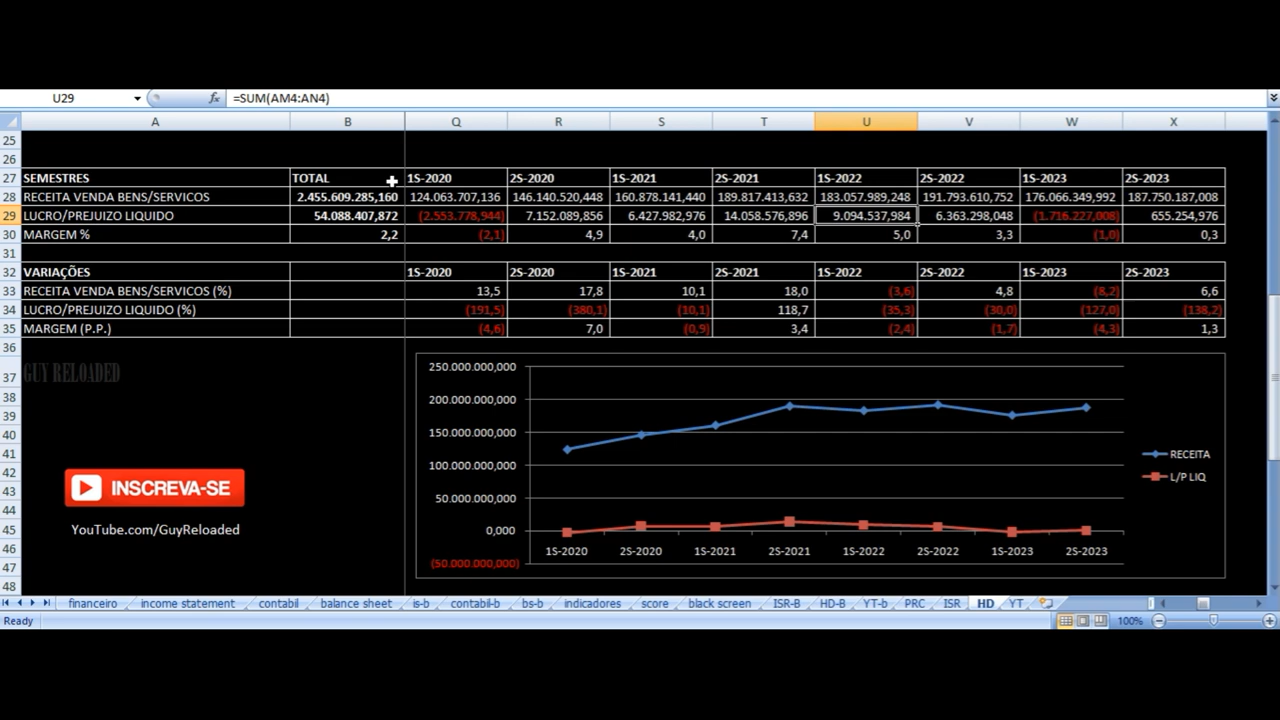 U29 fx =SUM(AM4:AN4)
A B Q R S T U V W X
25
26
27 SEMESTRES TOTAL 1S-2020 2S-2020 1S-2021 2S-2021 1S-2022 2S-2022 1S-2023 2S-2023
28 RECEITA VENDA BENS/SERVICOS 2.455.609.285,160 124.063.707,136 146.140.520,448 160.878.141,440 189.817.413,632 183.057.989,248 191.793.610,752 176.066.349,992 187.750.187,008
29 LUCRO/PREJUIZO LIQUIDO 54.088.407,872 (2.553.778,944) 7.152.089,856 6.427.982,976 14.058.576,896 9.094.537,984 6.363.298,048 (1.716.227,008) 655.254,976
30 MARGEM % 2,2 (2,1) 4,9 4,0 7,4 5,0 3,3 (1,0) 0,3
31
32 VARIAÇÕES 1S-2020 2S-2020 1S-2021 2S-2021 1S-2022 2S-2022 1S-2023 2S-2023
33 RECEITA VENDA BENS/SERVICOS (%) 13,5 17,8 10,1 18,0 (3,6) 4,8 (8,2) 6,6
34 LUCRO/PREJUIZO LIQUIDO (%) (191,5) (380,1) (10,1) 118,7 (35,3) (30,0) (127,0) (138,2)
35 MARGEM (P.P.) (4,6) 7,0 (0,9) 3,4 (2,4) (1,7) (4,3) 1,3
36
37 GUY RELOADED
38
39
40
41
42
43
44
45
46
47
48
INSCREVA-SE
YouTube.com/GuyReloaded
250.000.000,000
200.000.000,000
150.000.000,000
100.000.000,000
50.000.000,000
0,000
(50.000.000,000)
1S-2020 2S-2020 1S-2021 2S-2021 1S-2022 2S-2022 1S-2023 2S-2023
RECEITA
L/P LIQ
financeiro income statement contabil balance sheet is-b contabil-b bs-b indicadores score black screen ISR-B HD-B YT-b PRC ISR HD YT
Ready 100%